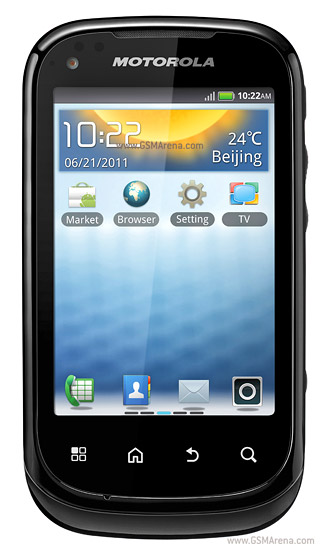 MOTOROLA
10:22AM
10:22
www.GSMArena.com
24°C
06/21/2011
Beijing
Market
Browser
Setting
TV
www.GSMArena.com